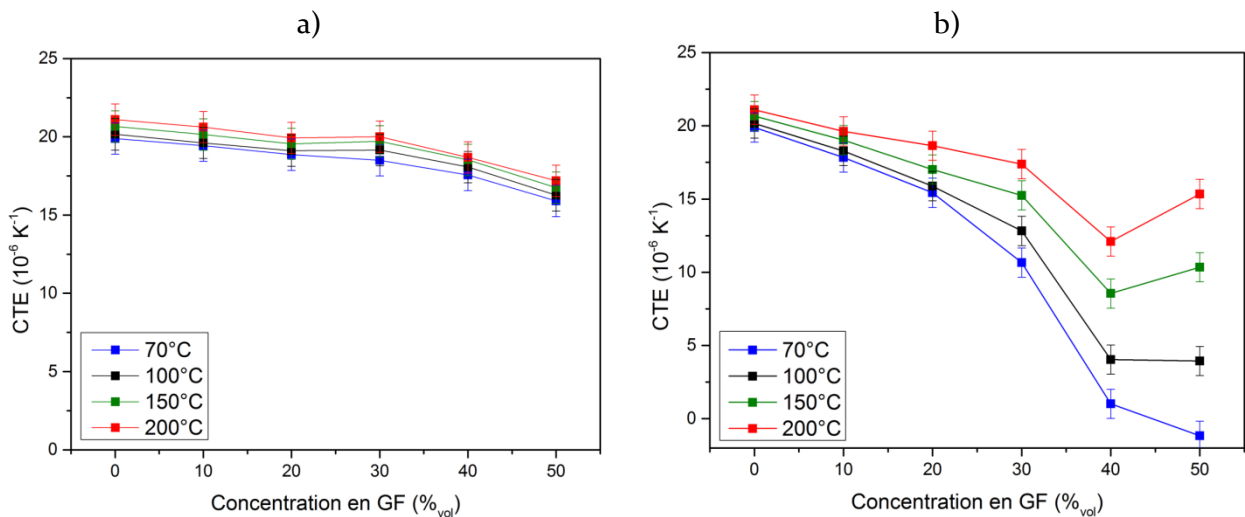 a)
25
20
15
10
5
0
CTE (10⁻⁶ K⁻¹)
70°C
100°C
150°C
200°C
0 10 20 30 40 50
Concentration en GF (%vol)
b)
25
20
15
10
5
0
CTE (10⁻⁶ K⁻¹)
70°C
100°C
150°C
200°C
0 10 20 30 40 50
Concentration en GF (%vol)